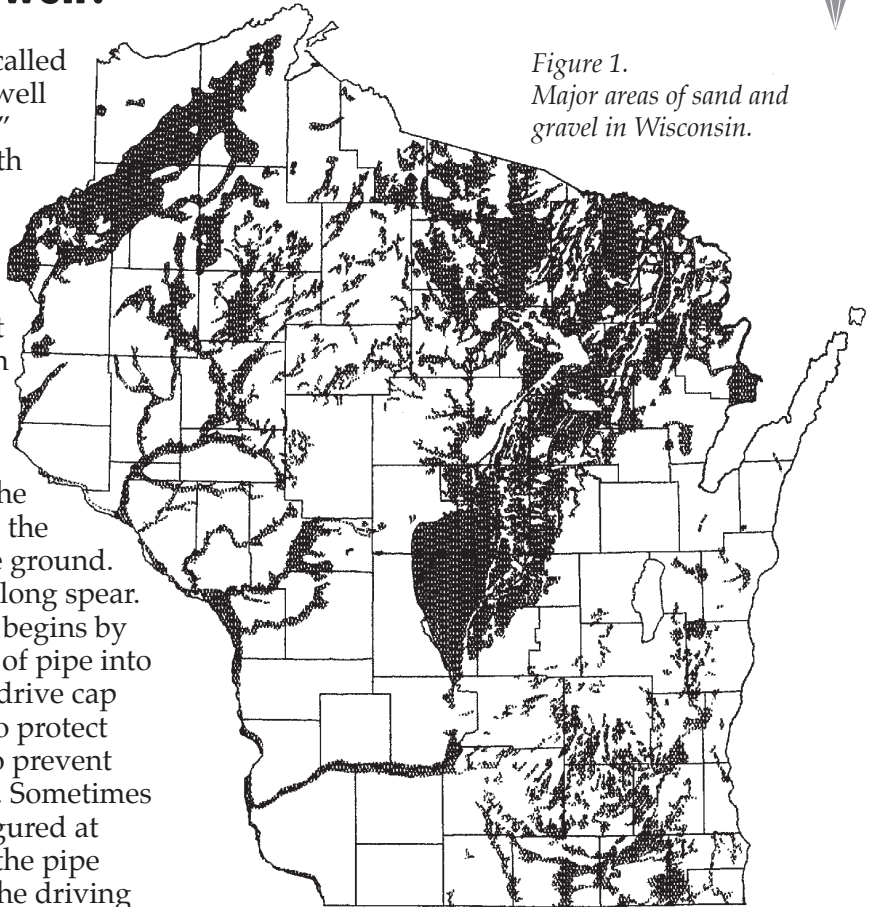 well?
called
well
”
th
t
n
he
the
e ground.
long spear.
begins by
of pipe into
drive cap
o protect
o prevent
. Sometimes
gured at
the pipe
he driving
Figure 1.
Major areas of sand and
gravel in Wisconsin.